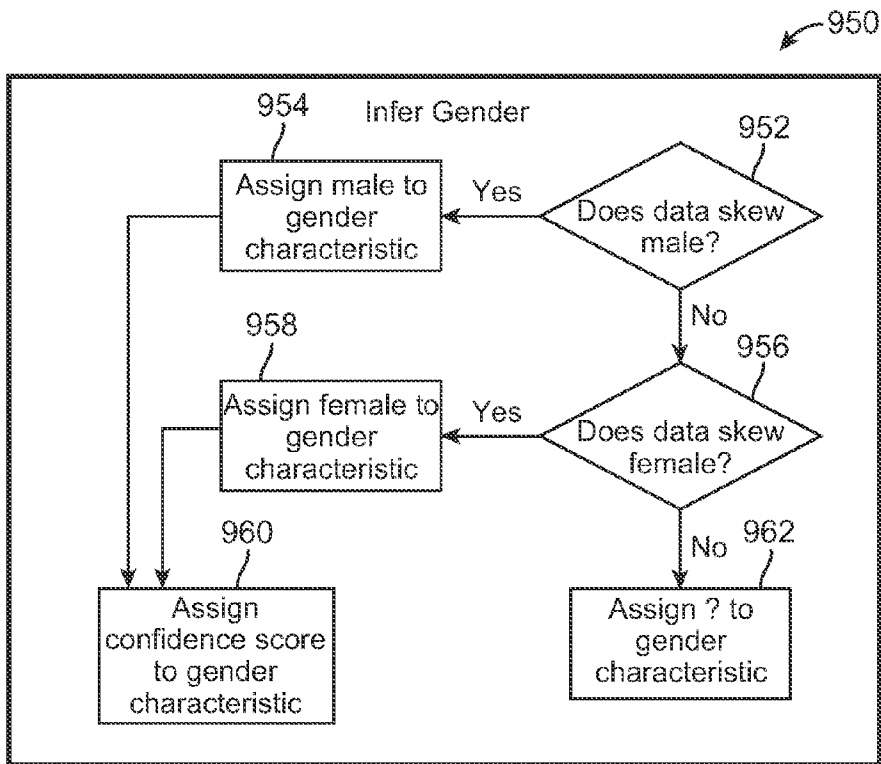 950
Infer Gender
954
Assign male to
gender
characteristic
Yes
952
Does data skew
male?
No
958
Assign female to
gender
characteristic
Yes
956
Does data skew
female?
No
960
Assign
confidence score
to gender
characteristic
962
Assign ? to
gender
characteristic